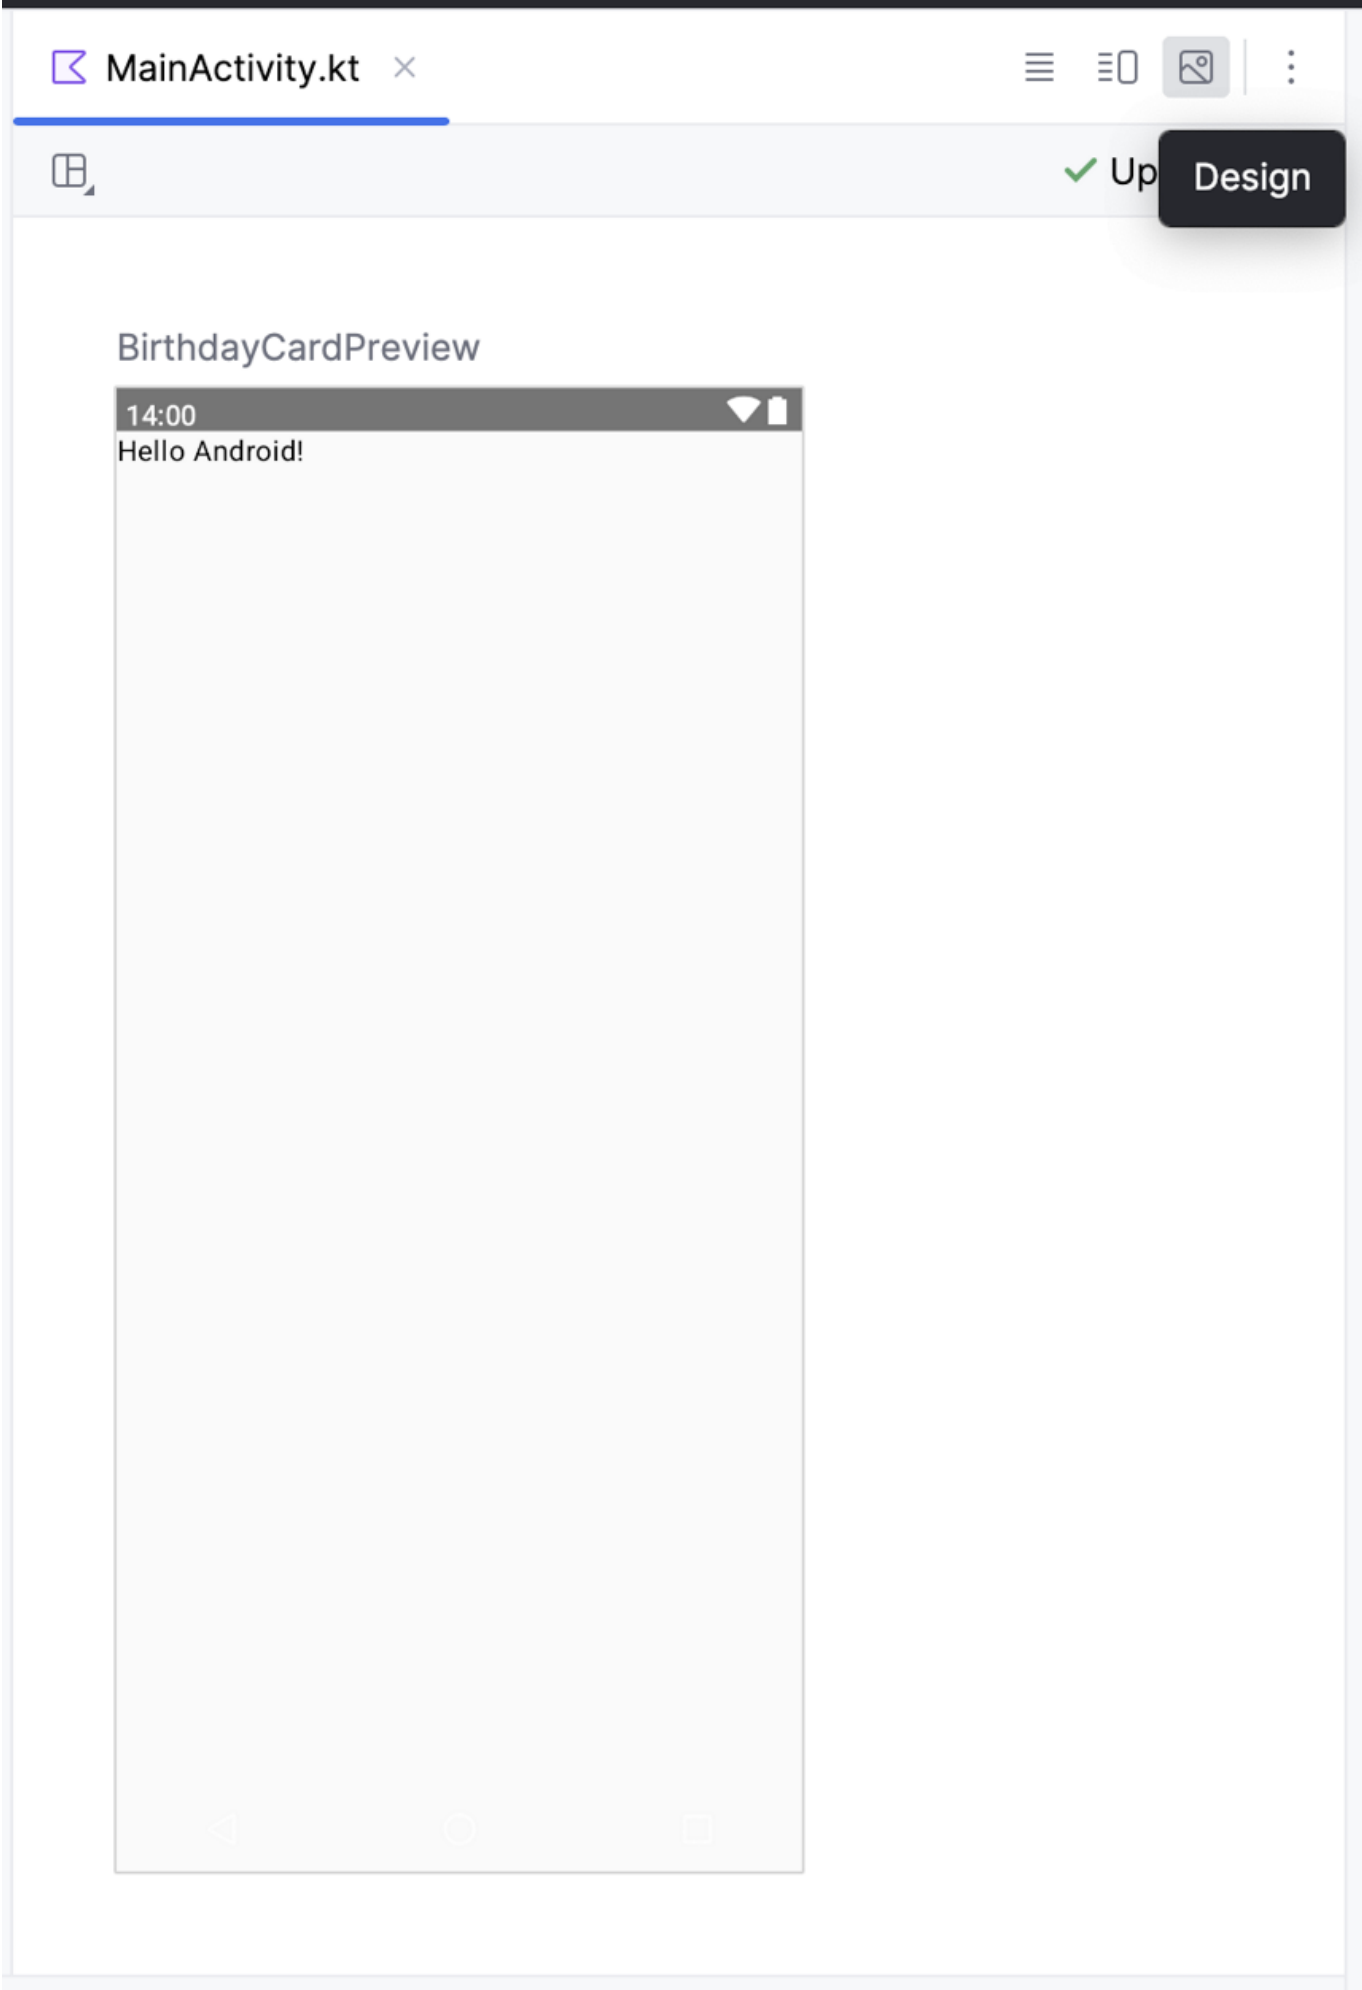 MainActivity.kt
Up
Design
BirthdayCardPreview
14:00
Hello Android!